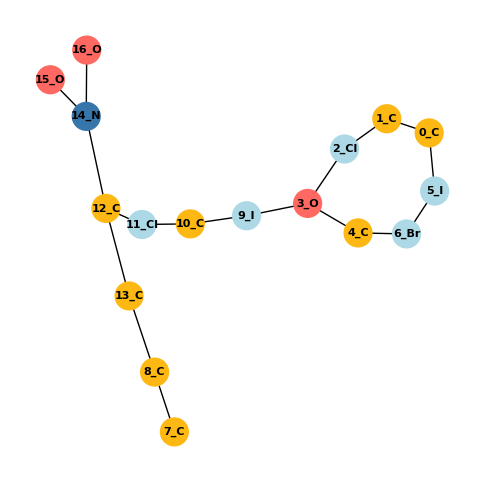 16_O
15_O
14_N
1_C
0_C
2_Cl
5_I
3_O
12_C
9_I
11_Cl
10_C
4_C
6_Br
13_C
8_C
7_C